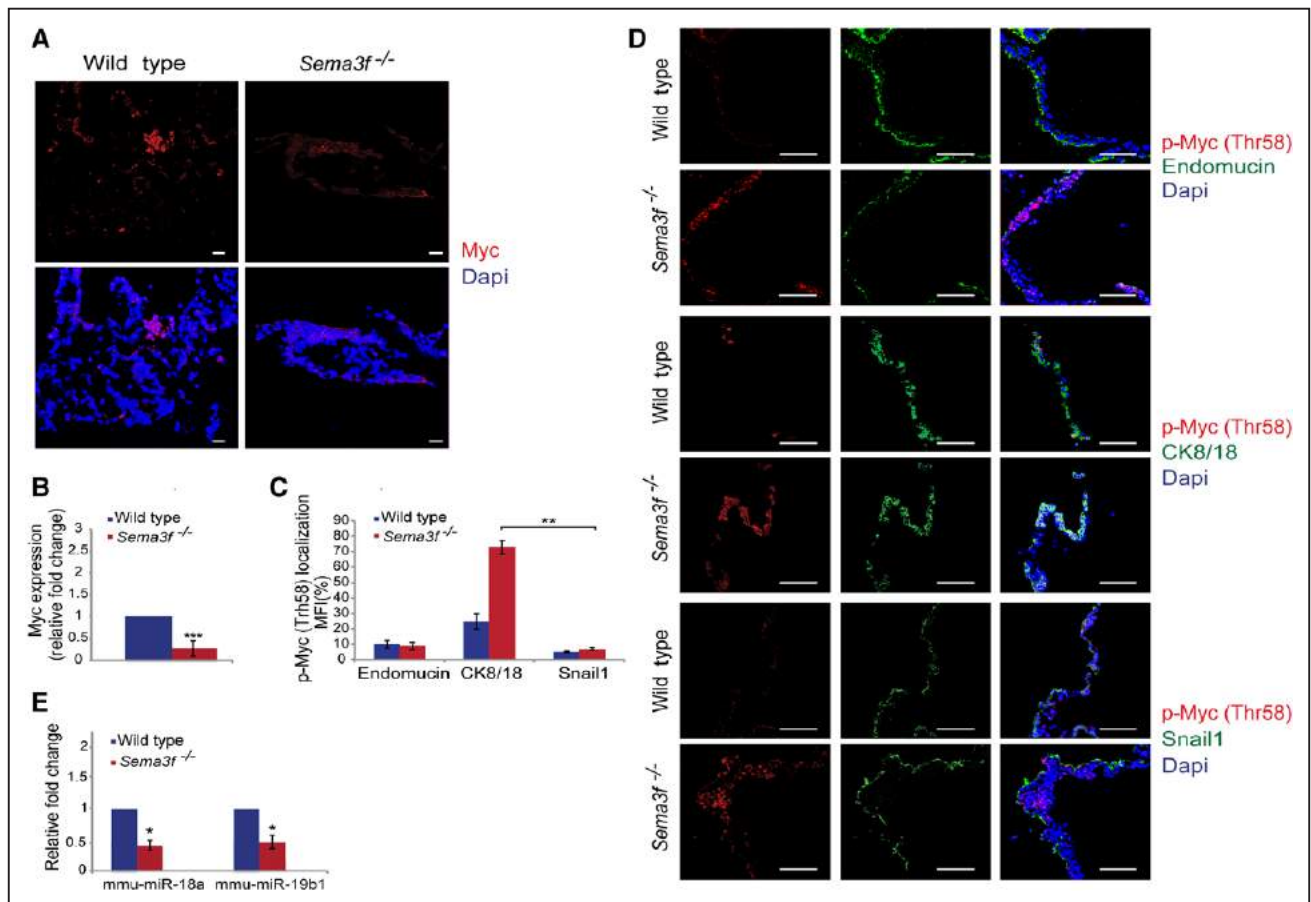 A
Wild type
Sema3f -/-
Myc
Dapi
B
Wild type
Sema3f -/-
Myc expression
(relative fold change)
3
2.5
2
1.5
1
0.5
0
***
C
Wild type
Sema3f -/-
p-Myc (Trh58) localization
MFI(%)
90
80
70
60
50
40
30
20
10
0
**
Endomucin
CK8/18
Snail1
E
Wild type
Sema3f -/-
Relative fold change
2
1.5
1
0.5
0
*
*
mmu-miR-18a
mmu-miR-19b1
D
Wild type
Sema3f -/-
p-Myc (Thr58)
Endomucin
Dapi
Wild type
Sema3f -/-
p-Myc (Thr58)
CK8/18
Dapi
Wild type
Sema3f -/-
p-Myc (Thr58)
Snail1
Dapi